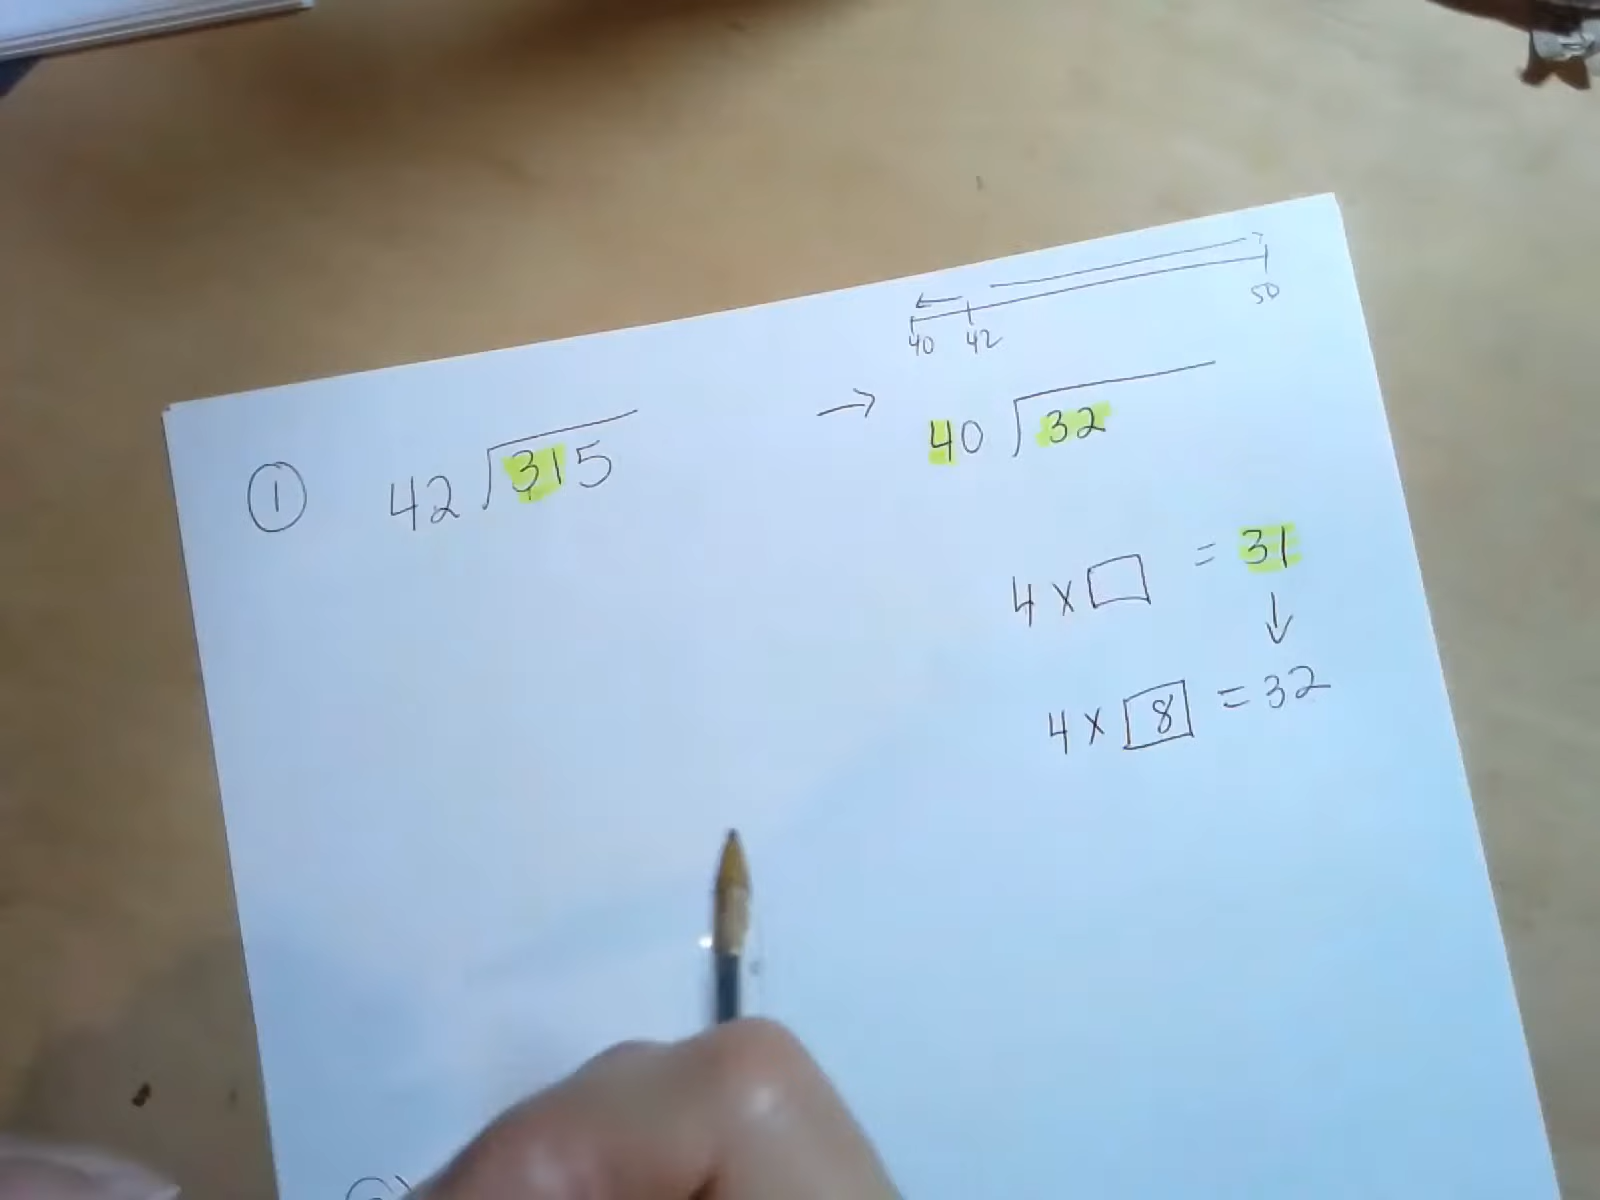 40 42 50
① 42 ⟌315 → 40 ⟌32
4 x □ = 31
↓
4 x 8 = 32